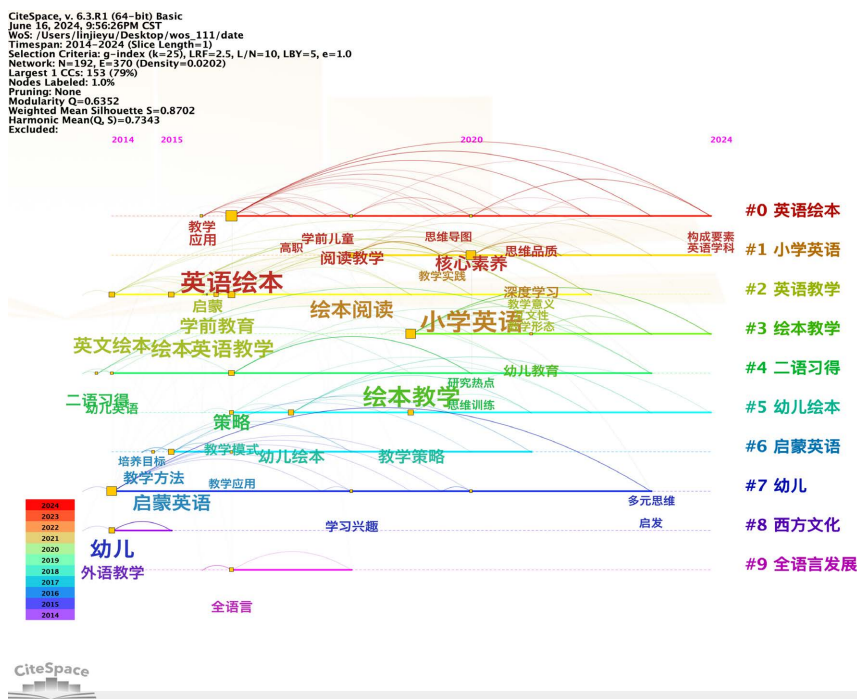 CiteSpace, v. 6.3.R1 (64-bit) Basic
June 16, 2024, 9:56:26PM CST
WoS: /Users/linjieyu/Desktop/wos_111/date
Timespan: 2014-2024 (Slice Length=1)
Selection Criteria: g-index (k=25), LRF=2.5, L/N=10, LBY=5, e=1.0
Network: N=192, E=370 (Density=0.0202)
Largest 1 CCs: 153 (79%)
Nodes Labeled: 1.0%
Pruning: None
Modularity Q=0.6352
Weighted Mean Silhouette S=0.8702
Harmonic Mean(Q, S)=0.7343
Excluded:
2014 2015 2020 2024
#0 英语绘本
教学
应用
高职 学前儿童 思维导图 构成要素
英语学科
#1 小学英语
阅读教学 核心素养 思维品质
教学实践
英语绘本
#2 英语教学
深度学习
启蒙 绘本阅读 教学意义
小学英语
学前教育
#3 绘本教学
英文绘本 绘本英语教学
#4 二语习得
幼儿教育
研究热点
二语习得 绘本教学
幼儿英语 思维训练
#5 幼儿绘本
策略
教学模式 幼儿绘本 教学策略
#6 启蒙英语
培养目标
教学方法 教学应用
#7 幼儿
启蒙英语 多元思维
学习兴趣 启发
#8 西方文化
幼儿
外语教学
#9 全语言发展
全语言
2024
2023
2022
2021
2020
2019
2018
2017
2016
2015
2014
CiteSpace